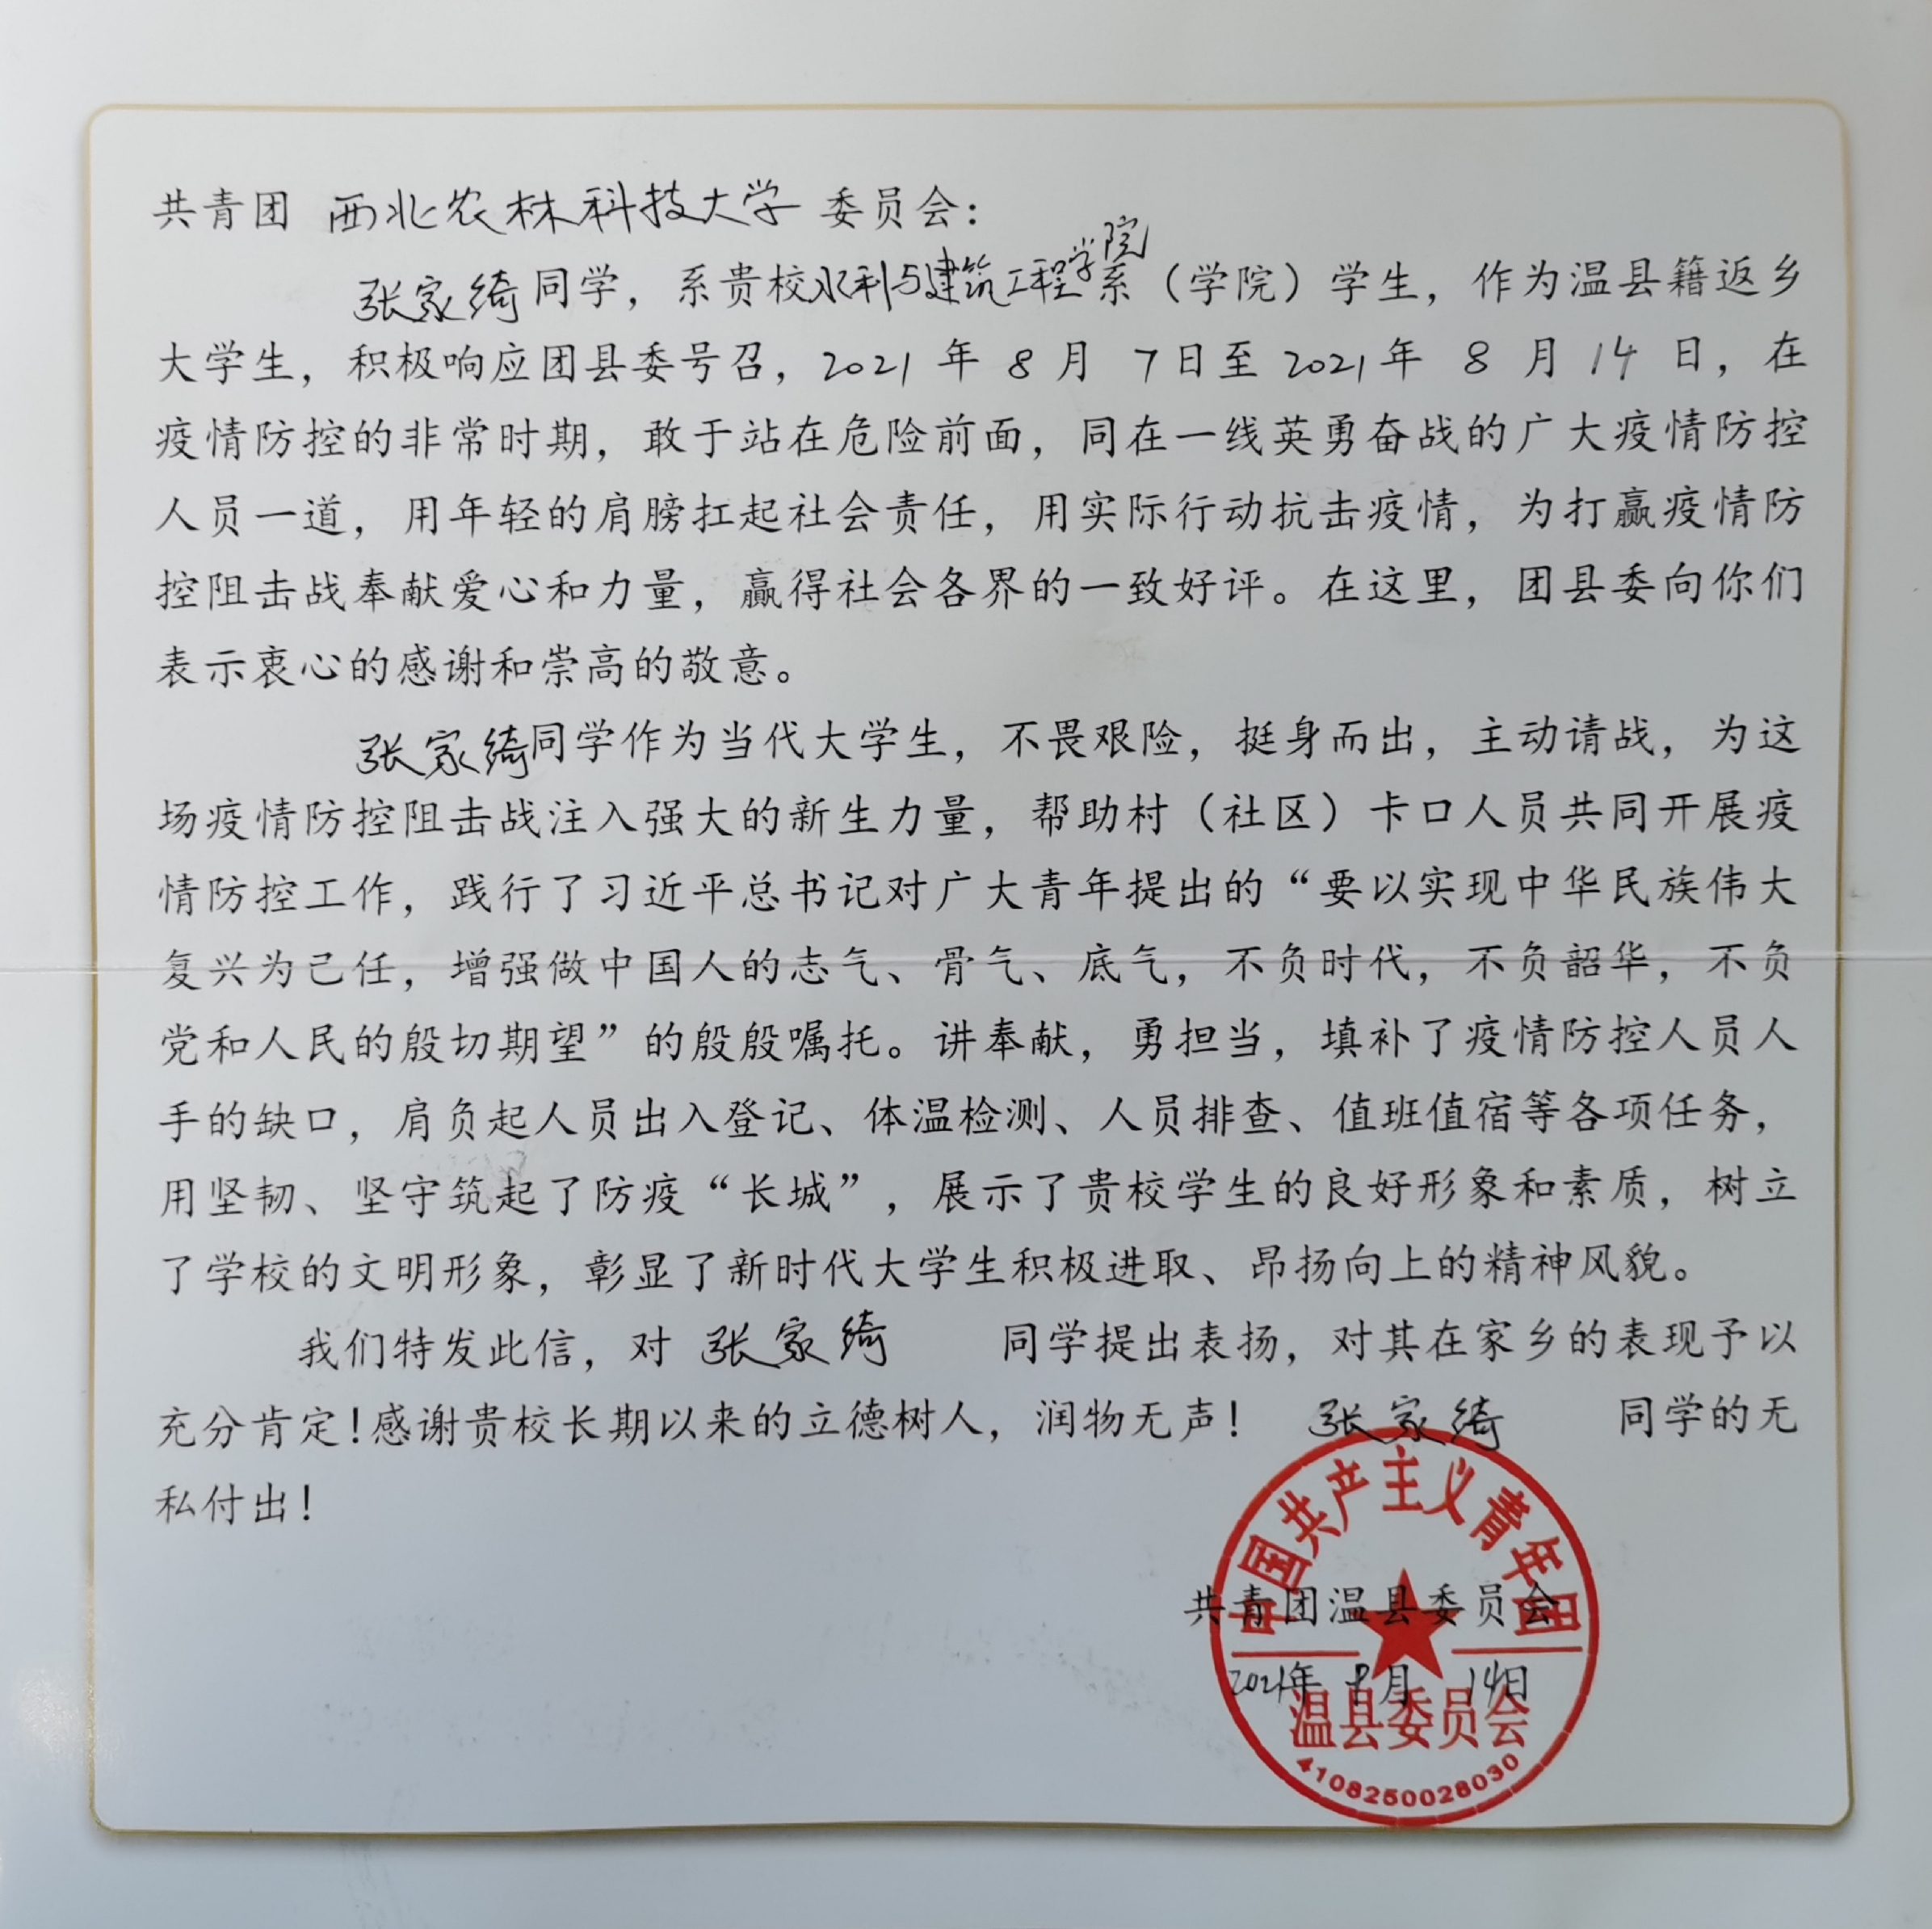 共青团 西北农林科技大学 委员会：
张家绮同学，系贵校水利与建筑工程学院系（学院）学生，作为温县籍返乡
大学生，积极响应团县委号召，2021 年 8 月 7日至 2021年 8 月 14 日，在
疫情防控的非常时期，敢于站在危险前面，同在一线英勇奋战的广大疫情防控
人员一道，用年轻的肩膀扛起社会责任，用实际行动抗击疫情，为打赢疫情防
控阻击战奉献爱心和力量，赢得社会各界的一致好评。在这里，团县委向你们
表示衷心的感谢和崇高的敬意。
张家绮同学作为当代大学生，不畏艰险，挺身而出，主动请战，为这
场疫情防控阻击战注入强大的新生力量，帮助村（社区）卡口人员共同开展疫
情防控工作，践行了习近平总书记对广大青年提出的“要以实现中华民族伟大
复兴为己任，增强做中国人的志气、骨气、底气，不负时代，不负韶华，不负
党和人民的殷切期望”的殷殷嘱托。讲奉献，勇担当，填补了疫情防控人员人
手的缺口，肩负起人员出入登记、体温检测、人员排查、值班值宿等各项任务，
用坚韧、坚守筑起了防疫“长城”，展示了贵校学生的良好形象和素质，树立
了学校的文明形象，彰显了新时代大学生积极进取、昂扬向上的精神风貌。
我们特发此信，对 张家绮 同学提出表扬，对其在家乡的表现予以
充分肯定！感谢贵校长期以来的立德树人，润物无声！ 张家绮 同学的无
私付出！
中国共产主义青年团
共青团温县委员会
2021年 月 14日
温县委员会
4108250028030